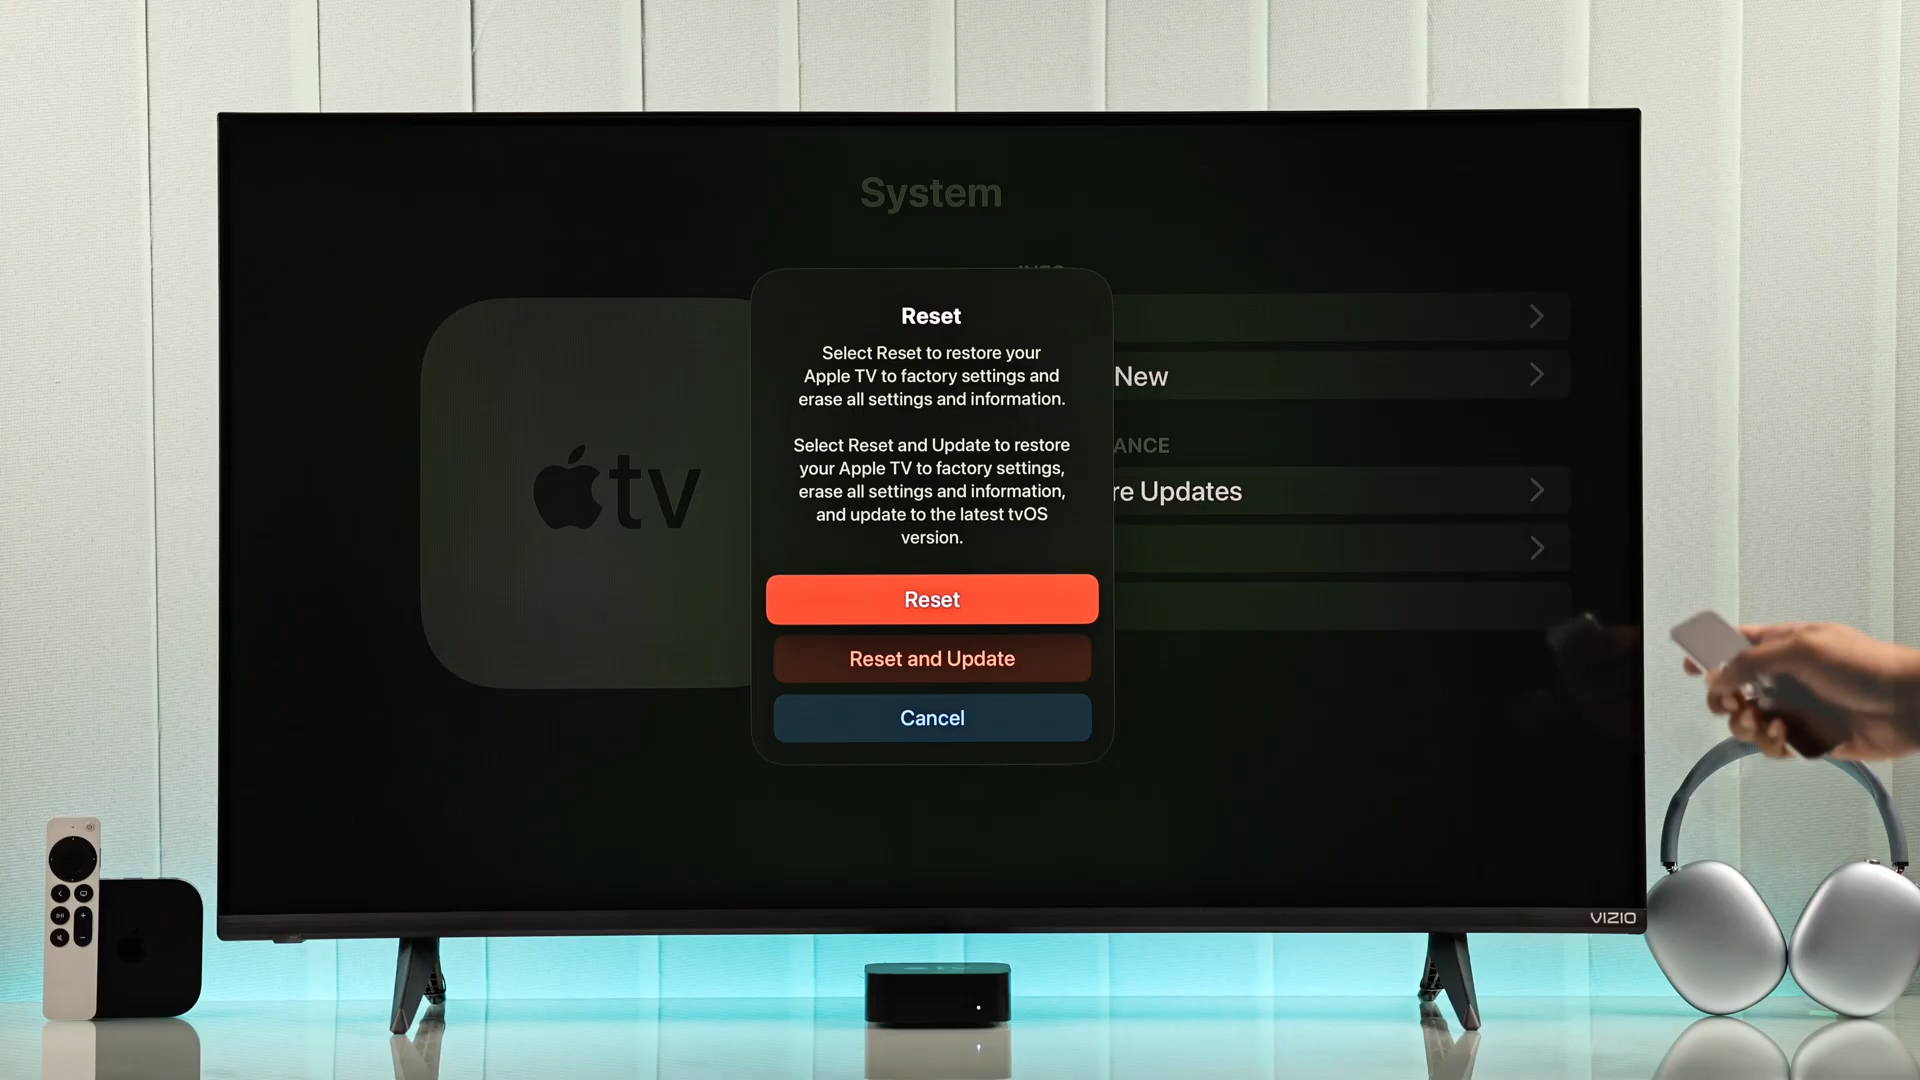 System
Reset
Select Reset to restore your
Apple TV to factory settings and
erase all settings and information.
Select Reset and Update to restore
your Apple TV to factory settings,
erase all settings and information,
and update to the latest tvOS
version.
Reset
Reset and Update
Cancel
New
ANCE
re Updates
tv
VIZIO